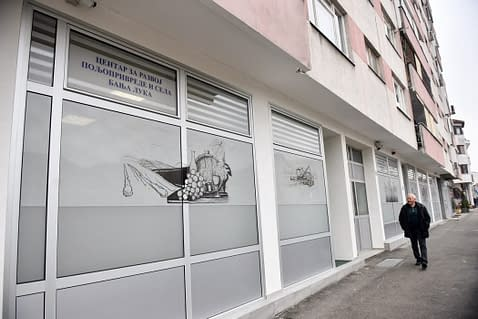 ЦЕНТАР ЗА РАЗВОЈ
ПОЉОПРИВРЕДЕ И СЕЛА
БАЊА ЛУКА